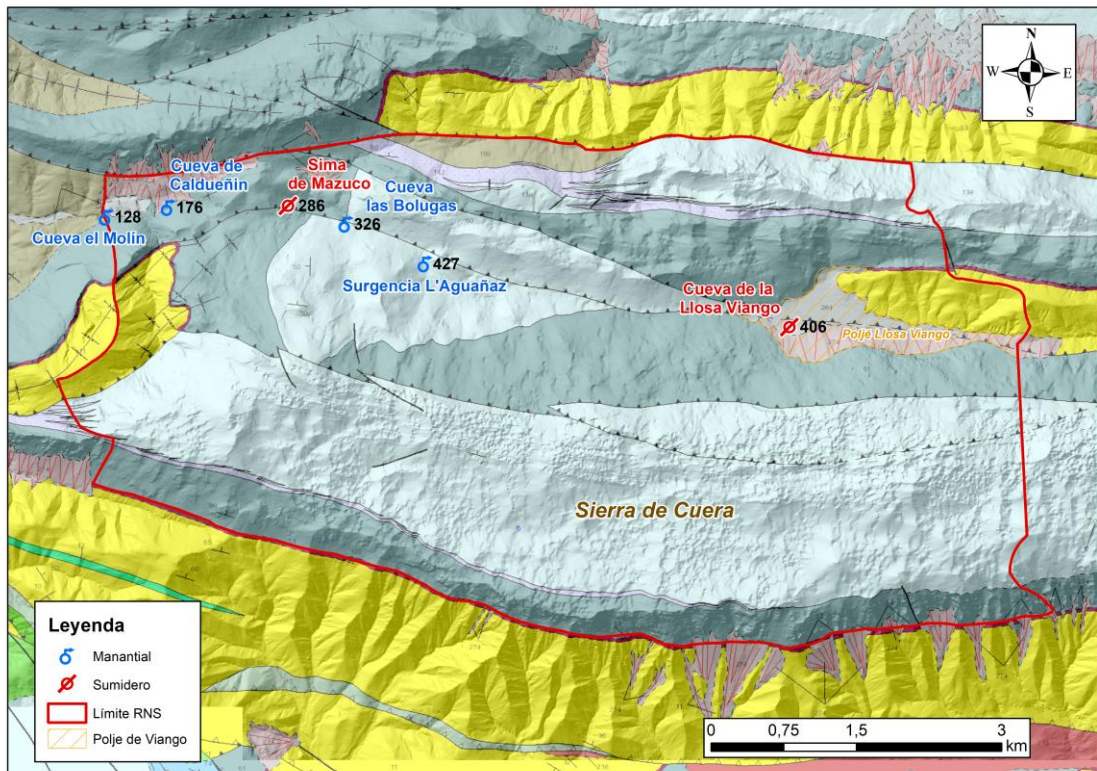 N
W E
S
Cueva de
Caldueñin
176
Sima
de Mazuco
286
Cueva
las Bolugas
326
128
Cueva el Molín
427
Surgencia L'Aguañaz
Cueva de la
Llosa Viango
406
Poljé Llosa Viango
Sierra de Cuera
Leyenda
Manantial
Sumidero
Límite RNS
Polje de Viango
0 0,75 1,5 3
km